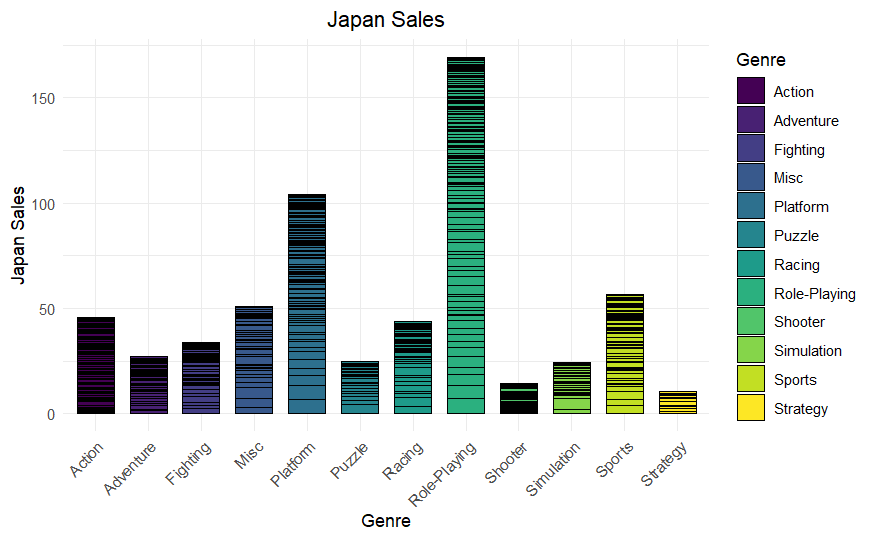 Japan Sales
Japan Sales
150
100
50
0
Action
Adventure
Fighting
Misc
Platform
Puzzle
Racing
Role-Playing
Shooter
Simulation
Sports
Strategy
Genre
Genre
Action
Adventure
Fighting
Misc
Platform
Puzzle
Racing
Role-Playing
Shooter
Simulation
Sports
Strategy